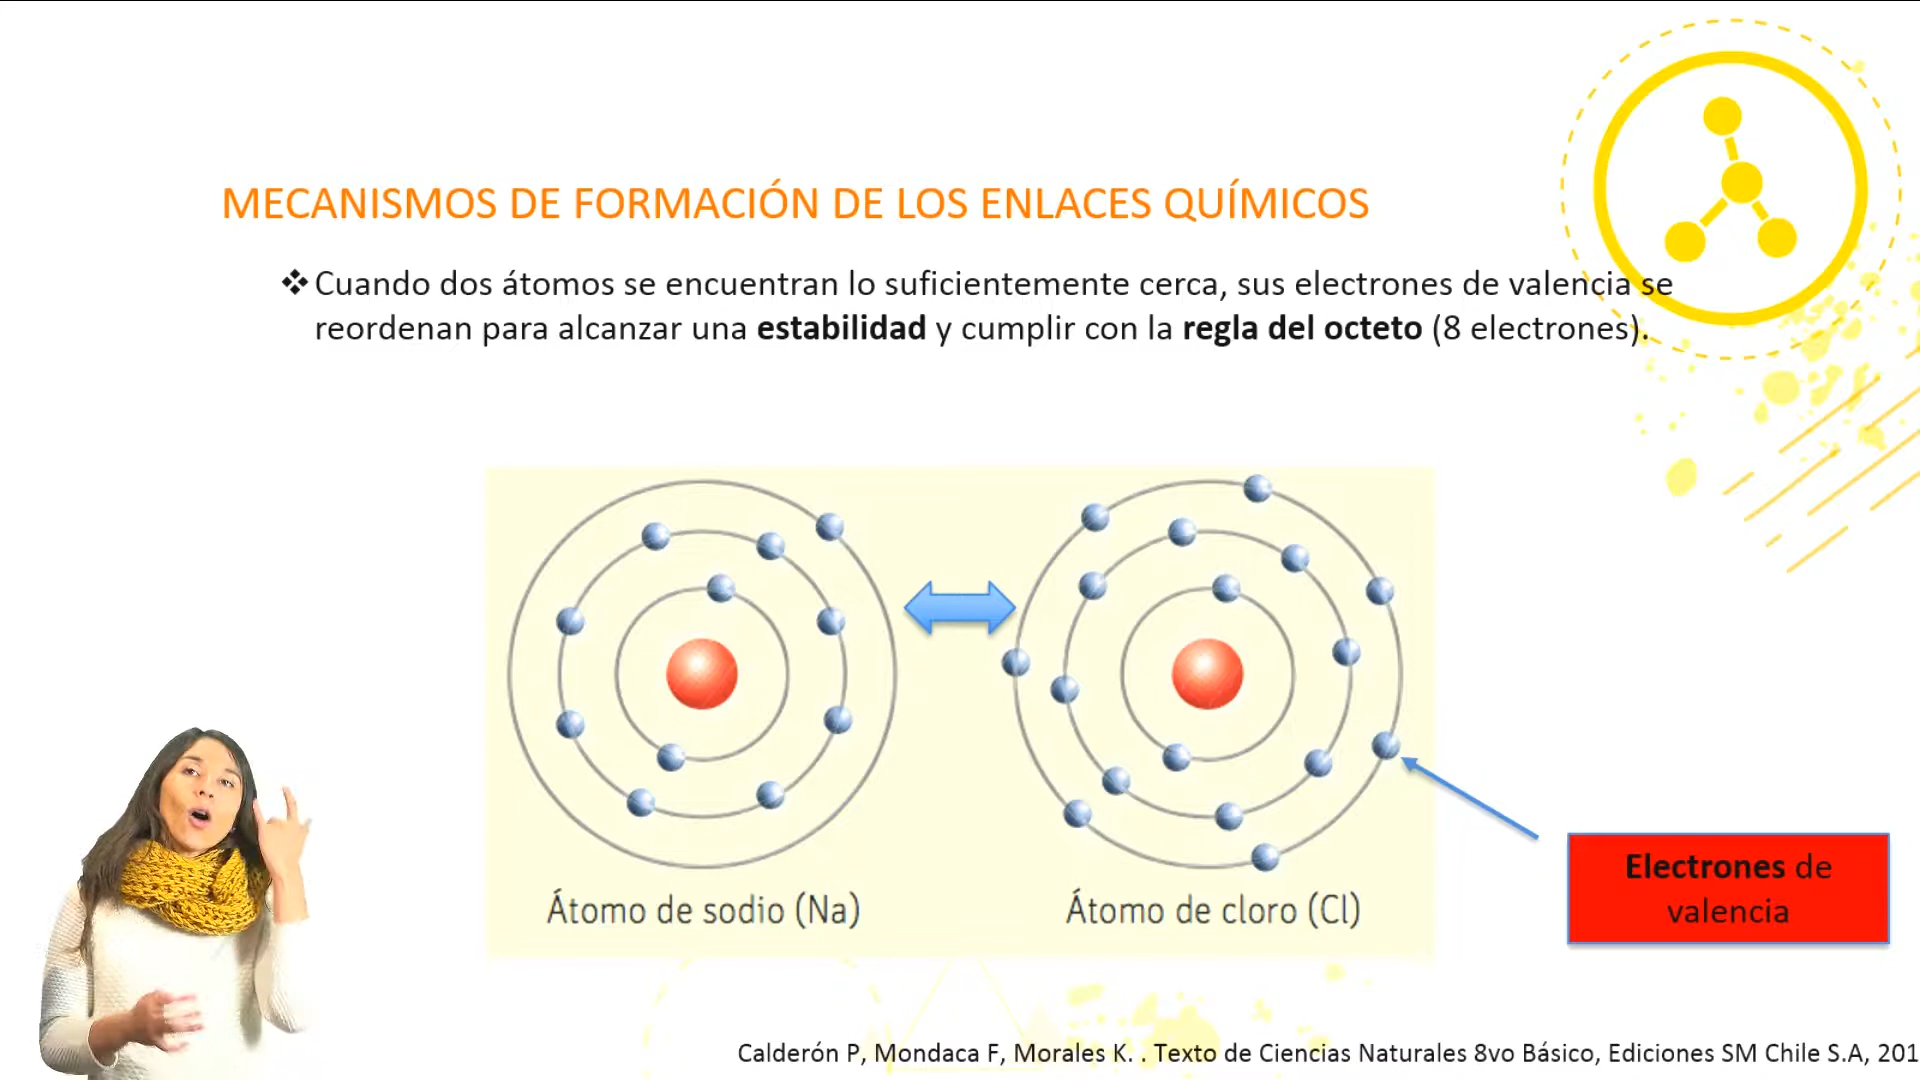 MECANISMOS DE FORMACIÓN DE LOS ENLACES QUÍMICOS
❖Cuando dos átomos se encuentran lo suficientemente cerca, sus electrones de valencia se
reordenan para alcanzar una estabilidad y cumplir con la regla del octeto (8 electrones).
Átomo de sodio (Na)
Átomo de cloro (Cl)
Electrones de
valencia
Calderón P, Mondaca F, Morales K. . Texto de Ciencias Naturales 8vo Básico, Ediciones SM Chile S.A, 201